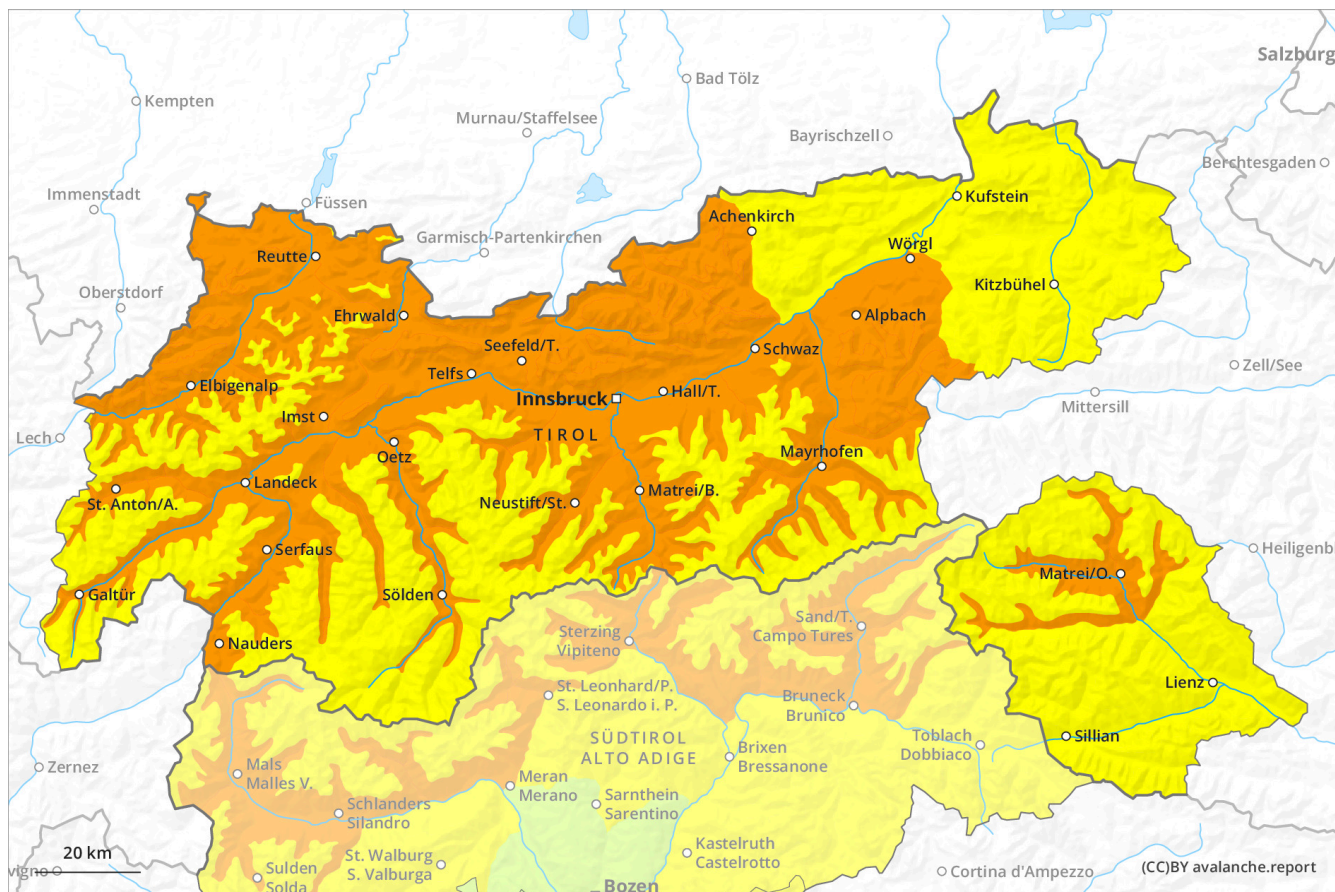 Salzburg
Bad Tölz
Kempten
Murnau/Staffelsee
Bayrischzell
Berchtesgaden
Immenstadt
Füssen
Kufstein
Achenkirch
Garmisch-Partenkirchen
Wörgl
Reutte
Kitzbühel
Oberstdorf
Ehrwald
Alpbach
Seefeld/T.
Schwaz
Zell/See
Telfs
Elbigenalp
Hall/T.
Innsbruck
Mittersill
Imst
TIROL
Lech
Oetz
Mayrhofen
Landeck
Matrei/B.
St. Anton/A.
Neustift/St.
Serfaus
Heiligenb
Matrei/O.
Galtür
Sölden
Sand/T.
Campo Tures
Sterzing
Vipiteno
Nauders
Lienz
St. Leonhard/P.
S. Leonardo i. P.
Bruneck
Brunico
Sillian
SÜDTIROL
ALTO ADIGE
Toblach
Dobbiaco
Brixen
Bressanone
Zernez
Mals
Malles V.
Meran
Merano
Sarnthein
Sarentino
Schlanders
Silandro
Kastelruth
Castelrotto
20 km
St. Walburg
S. Valburga
vigno
Sulden
Solda
Cortina d'Ampezzo
(CC)BY avalanche.report
Bozen